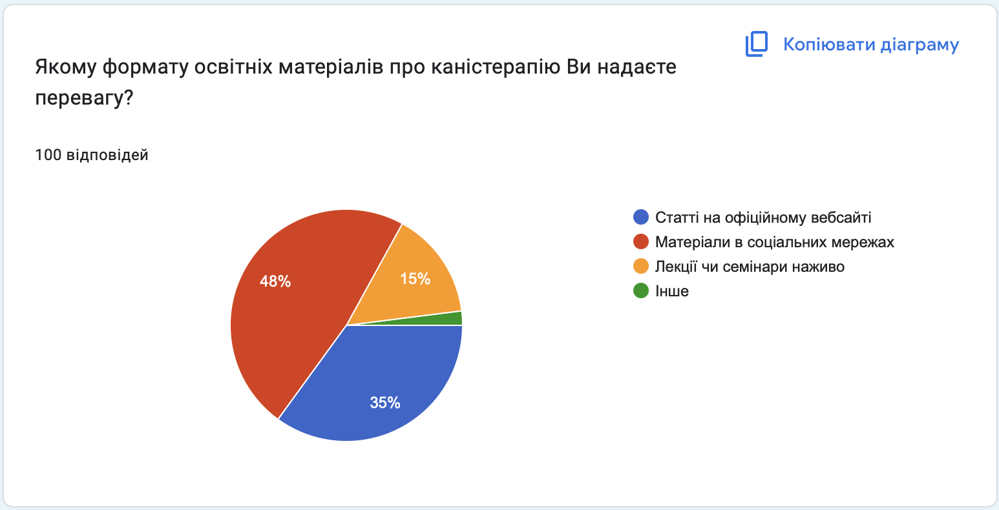 Копіювати діаграму
Якому формату освітніх матеріалів про каністерапію Ви надаєте
перевагу?
100 відповідей
Статті на офіційному вебсайті
Матеріали в соціальних мережах
Лекції чи семінари наживо
Інше
48%
15%
35%